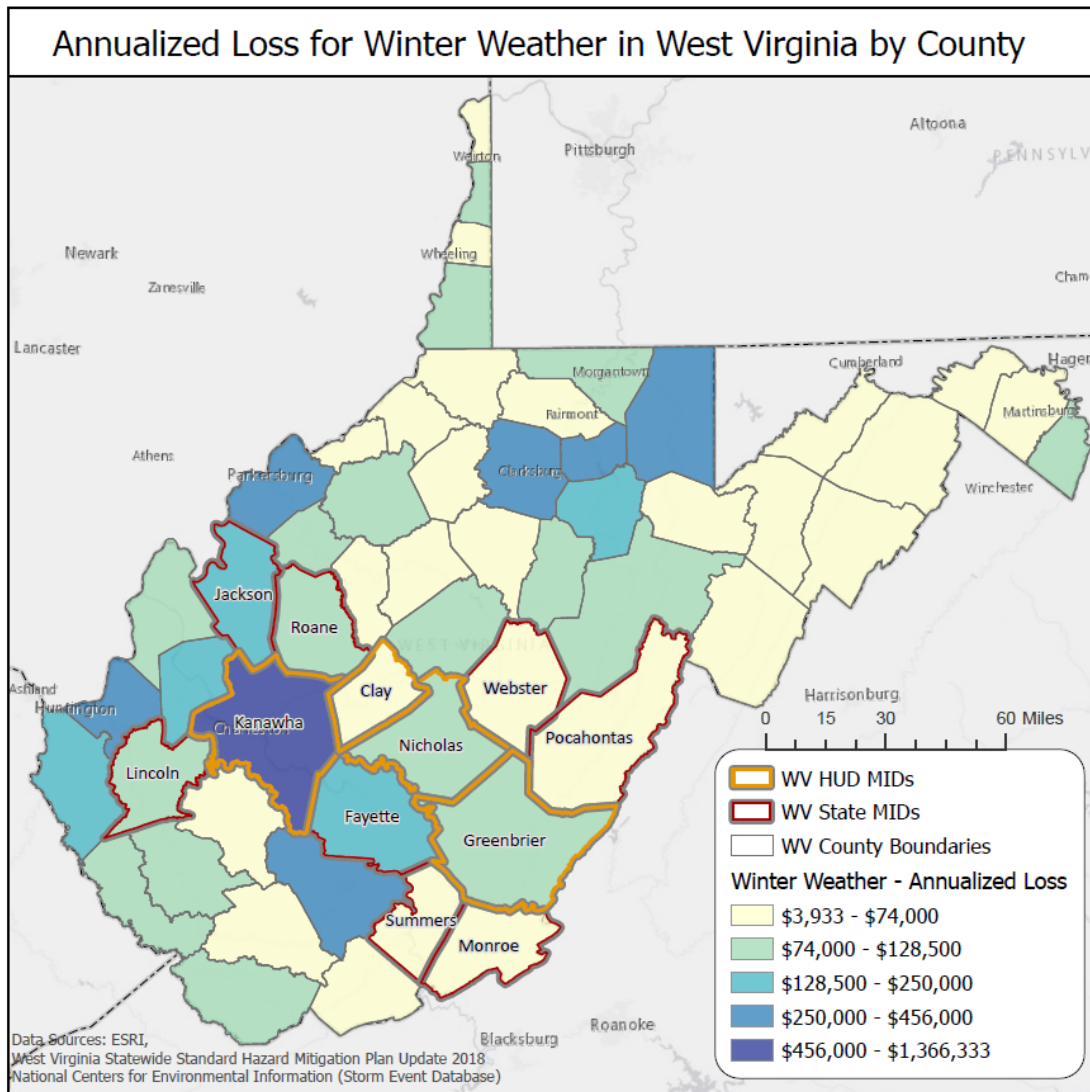 Annualized Loss for Winter Weather in West Virginia by County
Altoona
Pittsburgh
Weirton
PENNSYLV
Newark
Wheeling
Zanesville
Cham
Lancaster
Cumberland
Hager
Morgantown
Martinsburg
Fairmont
Athens
Parkersburg
Clarksburg
Winchester
Jackson
Roane
WEST VIRGINIA
Ashland
Clay
Webster
Harrisonburg
Huntington
Kanawha
Charleston
Nicholas
Pocahontas
0 15 30 60 Miles
Lincoln
Fayette
Greenbrier
Summers
Monroe
WV HUD MIDs
WV State MIDs
WV County Boundaries
Winter Weather - Annualized Loss
$3,933 - $74,000
$74,000 - $128,500
$128,500 - $250,000
$250,000 - $456,000
$456,000 - $1,366,333
Roanoke
Blacksburg
Data Sources: ESRI,
West Virginia Statewide Standard Hazard Mitigation Plan Update 2018
National Centers for Environmental Information (Storm Event Database)